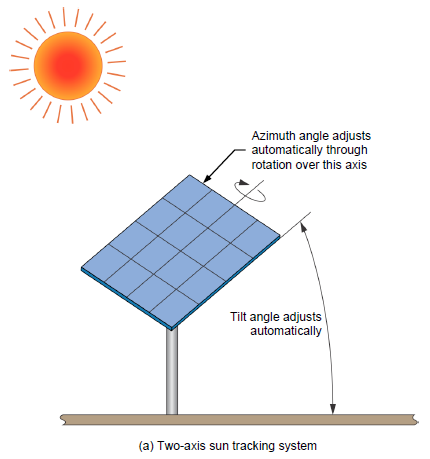 Azimuth angle adjusts
automatically through
rotation over this axis
Tilt angle adjusts
automatically
(a) Two-axis sun tracking system